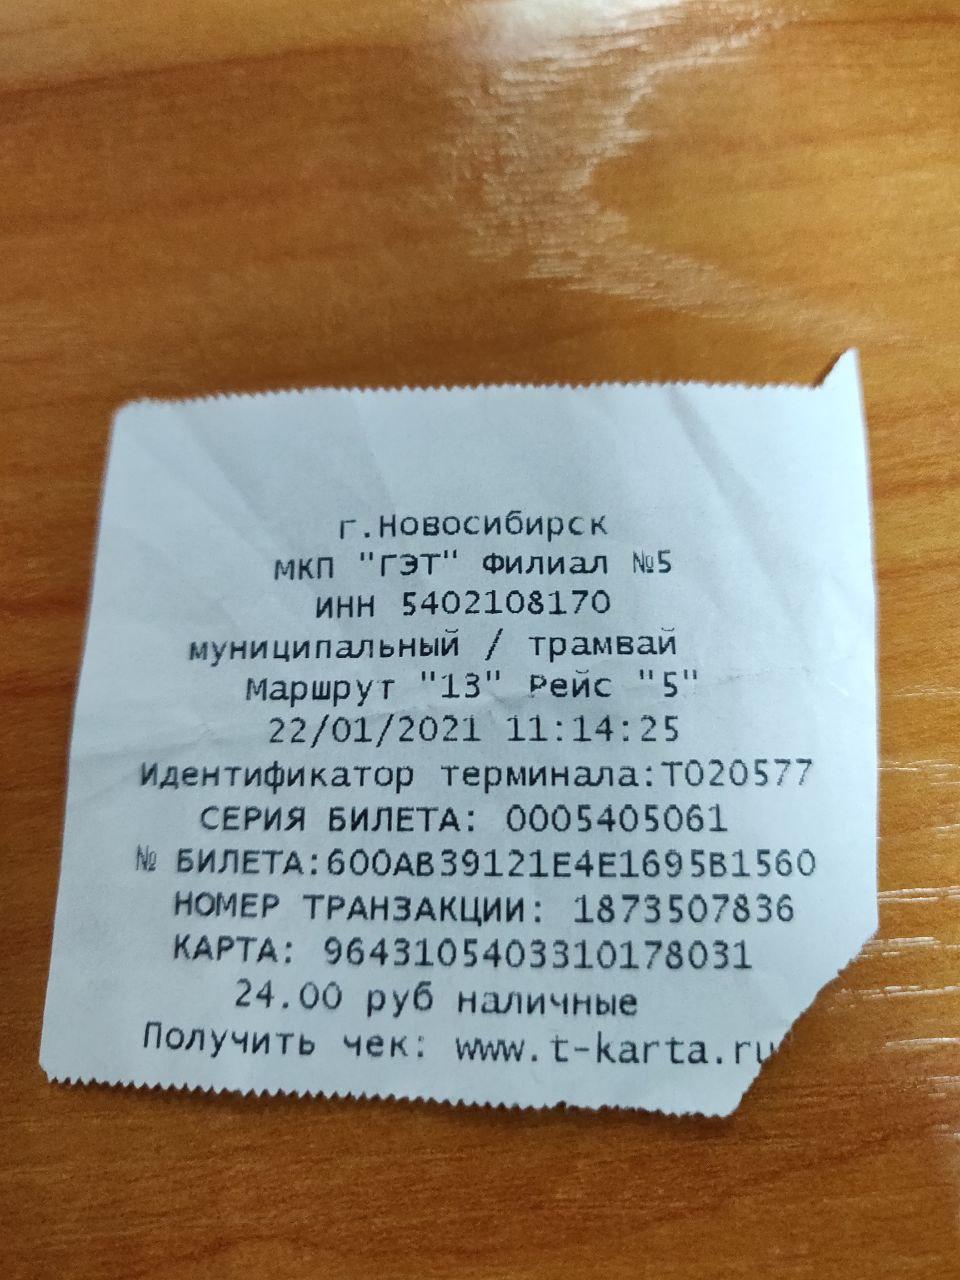 г.Новосибирск
МКП "ГЭТ" Филиал №5
ИНН 5402108170
муниципальный / трамвай
Маршрут "13" Рейс "5"
22/01/2021 11:14:25
Идентификатор терминала:T020577
СЕРИЯ БИЛЕТА: 0005405061
№ БИЛЕТА:600AB39121E4E1695B1560
НОМЕР ТРАНЗАКЦИИ: 1873507836
КАРТА: 9643105403310178031
24.00 руб наличные
Получить чек: www.t-karta.ru